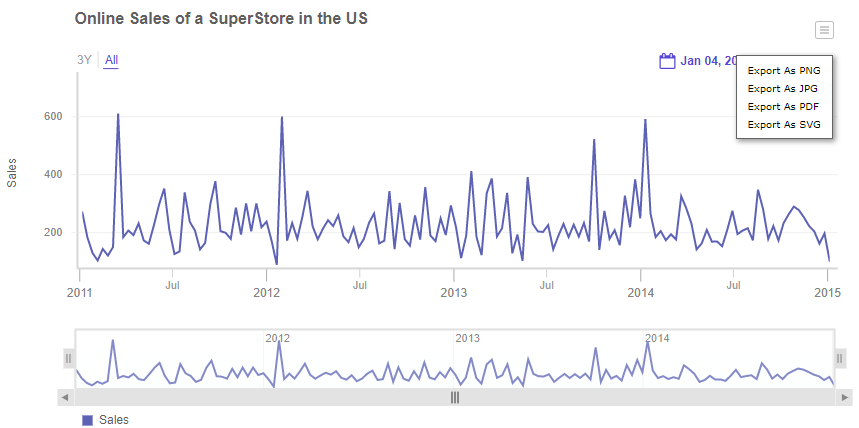 Online Sales of a SuperStore in the US
3Y All
Jan 04, 20
Export As PNG
Export As JPG
Export As PDF
Export As SVG
Sales
600
400
200
2011 Jul 2012 Jul 2013 Jul 2014 Jul 2015
2012 2013 2014
Sales